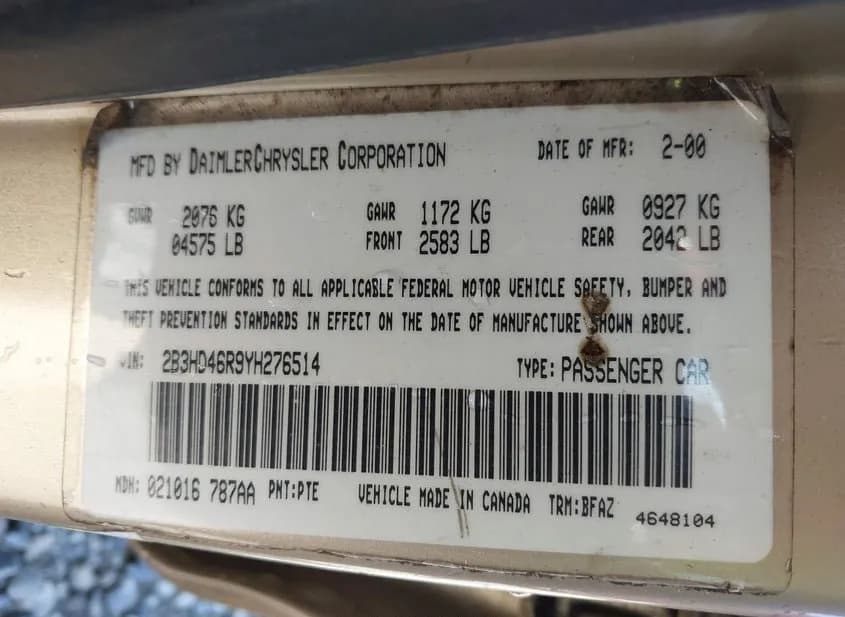 MFD BY DAIMLERCHRYSLER CORPORATION DATE OF MFR: 2-00
GVWR 2076 KG GAWR 1172 KG GAWR 0927 KG
04575 LB FRONT 2583 LB REAR 2042 LB
THIS VEHICLE CONFORMS TO ALL APPLICABLE FEDERAL MOTOR VEHICLE SAFETY, BUMPER AND
THEFT PREVENTION STANDARDS IN EFFECT ON THE DATE OF MANUFACTURE SHOWN ABOVE.
VIN: 2B3HD46R9YH276514 TYPE: PASSENGER CAR
MDH: 021016 787AA PNT:PTE VEHICLE MADE IN CANADA TRM:BFAZ 4648104